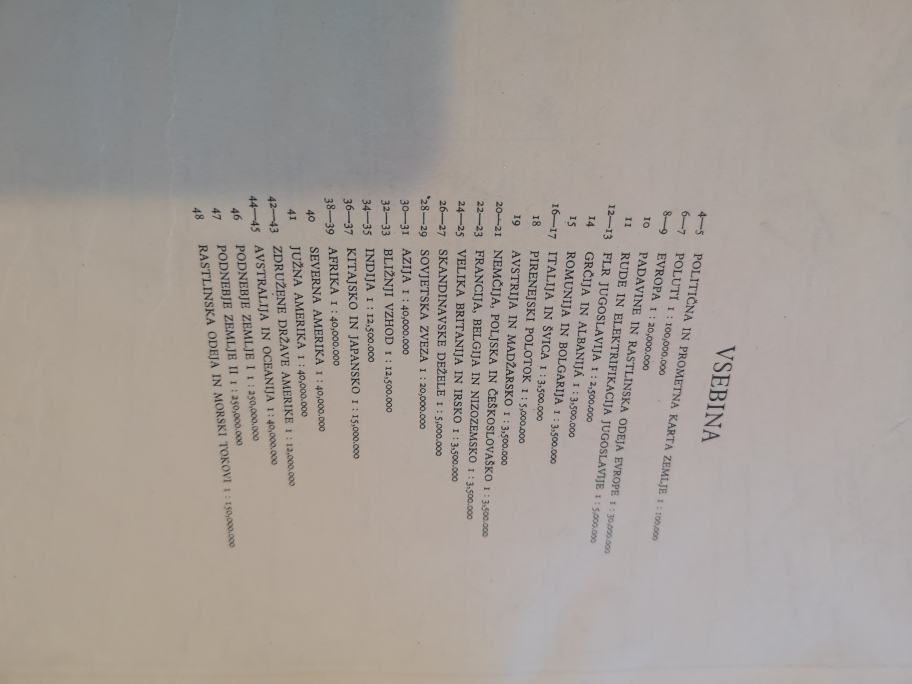 VSEBINA
4—5 POLITIČNA IN PROMETNA KARTA ZEMLJE 1 : 100,000
6—7 POLUTI 1 : 100,000.000
8—9 EVROPA 1 : 20,000.000
10 PADAVINE IN RASTLINSKA ODEJA EVROPE 1 : 30,000.000
11 RUDE IN ELEKTRIFIKACIJA JUGOSLAVIJE 1 : 5,000.000
12—13 FLR JUGOSLAVIJA 1 : 2,500.000
14 GRČIJA IN ALBANIJA 1 : 3,500.000
15 ROMUNIJA IN BOLGARIJA 1 : 3,500.000
16—17 ITALIJA IN ŠVICA 1 : 3,500.000
18 PIRENEJSKI POLOTOK 1 : 5,000.000
19 AVSTRIJA IN MADŽARSKO 1 : 3,500.000
20—21 NEMČIJA, POLJSKA IN ČEŠKOSLOVAŠKO 1 : 3,500.000
22—23 FRANCIJA, BELGIJA IN NIZOZEMSKO 1 : 3,500.000
24—25 VELIKA BRITANIJA IN IRSKO 1 : 3,500.000
26—27 SKANDINAVSKE DEŽELE 1 : 5,000.000
28—29 SOVJETSKA ZVEZA 1 : 20,000.000
30—31 AZIJA 1 : 40,000.000
32—33 BLIŽNJI VZHOD 1 : 12,500.000
34—35 INDIJA 1 : 12,500.000
36—37 KITAJSKO IN JAPANSKO 1 : 15,000.000
38—39 AFRIKA 1 : 40,000.000
40 SEVERNA AMERIKA 1 : 40,000.000
41 JUŽNA AMERIKA 1 : 40,000.000
42—43 ZDRUŽENE DRŽAVE AMERIKE 1 : 12,000.000
44—45 AVSTRALIJA IN OCEANIJA 1 : 40,000.000
46 PODNEBJE ZEMLJE I 1 : 250,000.000
47 PODNEBJE ZEMLJE II 1 : 250,000.000
48 RASTLINSKA ODEJA IN MORSKI TOKOVI 1 : 150,000.000